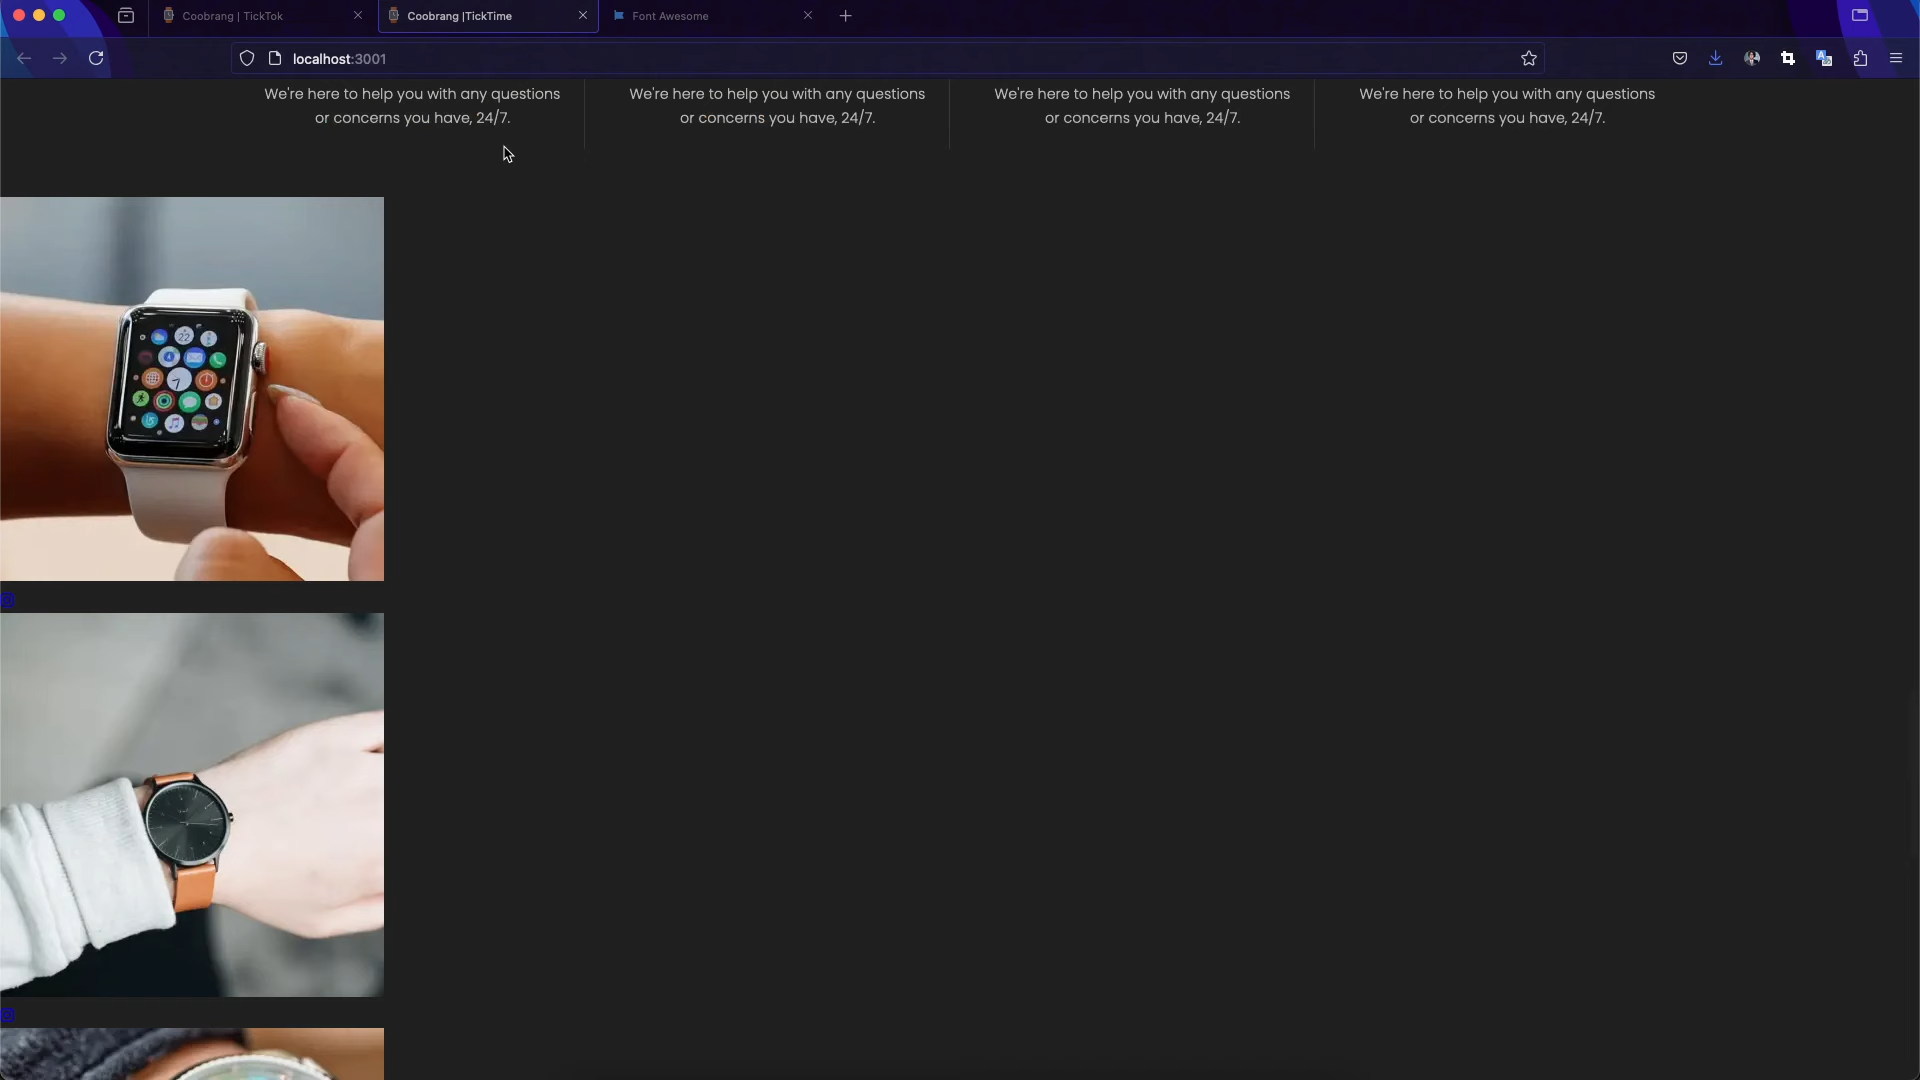 Coobrang | TickTok
Coobrang |TickTime
Font Awesome
localhost:3001
We're here to help you with any questions
or concerns you have, 24/7.
We're here to help you with any questions
or concerns you have, 24/7.
We're here to help you with any questions
or concerns you have, 24/7.
We're here to help you with any questions
or concerns you have, 24/7.
22